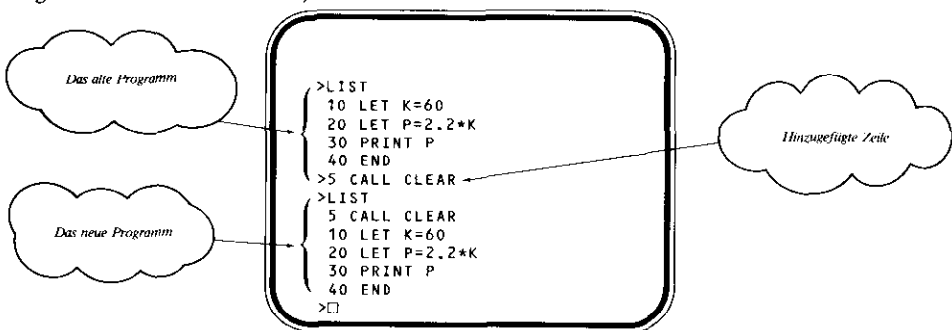 Das alte Programm
>LIST
10 LET K=60
20 LET P=2.2*K
30 PRINT P
40 END
>5 CALL CLEAR
Hinzugefügte Zeile
Das neue Programm
>LIST
5 CALL CLEAR
10 LET K=60
20 LET P=2.2*K
30 PRINT P
40 END
>□